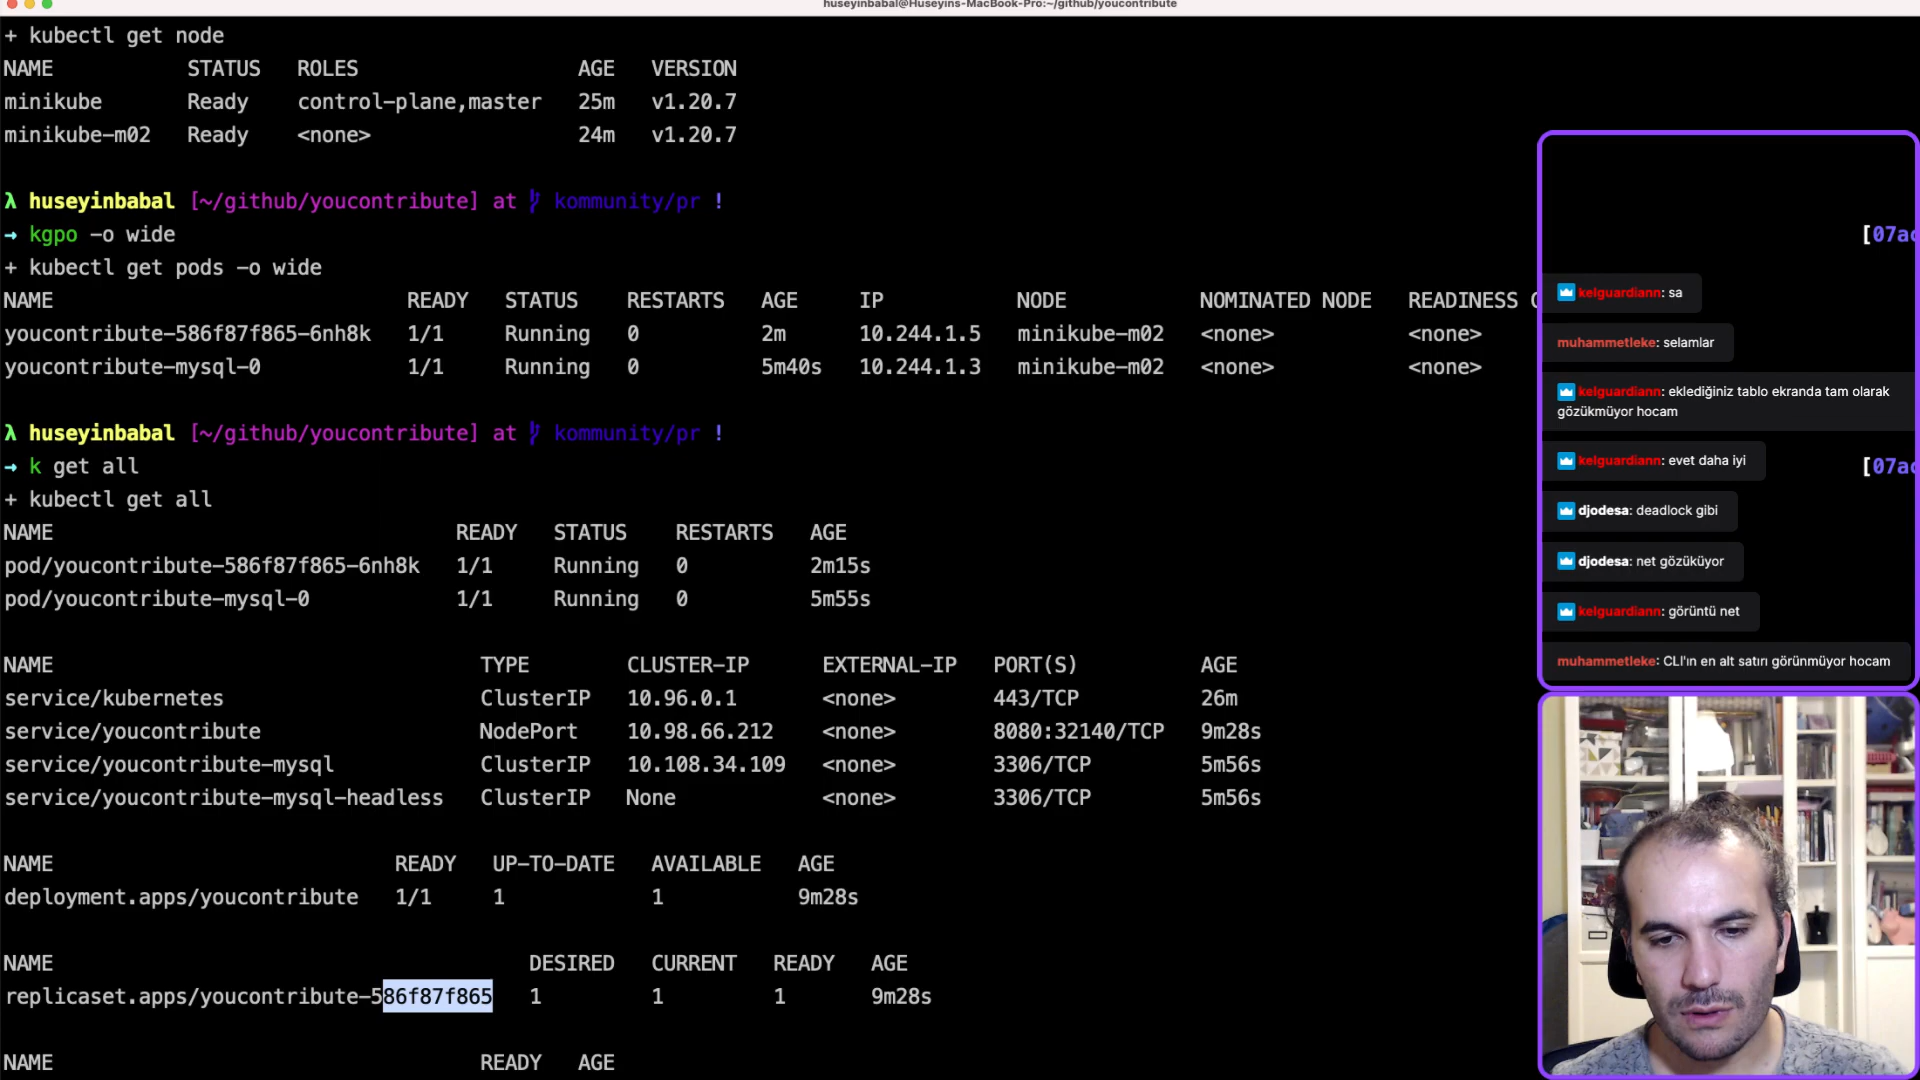 huseyinbabal@Huseyins-MacBook-Pro:~/github/youcontribute
+ kubectl get node
NAME STATUS ROLES AGE VERSION
minikube Ready control-plane,master 25m v1.20.7
minikube-m02 Ready <none> 24m v1.20.7
λ huseyinbabal [~/github/youcontribute] at kommunity/pr !
→ kgpo -o wide [07ac
+ kubectl get pods -o wide
NAME READY STATUS RESTARTS AGE IP NODE NOMINATED NODE READINESS
youcontribute-586f87f865-6nh8k 1/1 Running 0 2m 10.244.1.5 minikube-m02 <none> <none>
youcontribute-mysql-0 1/1 Running 0 5m40s 10.244.1.3 minikube-m02 <none> <none>
λ huseyinbabal [~/github/youcontribute] at kommunity/pr !
→ k get all [07ac
+ kubectl get all
NAME READY STATUS RESTARTS AGE
pod/youcontribute-586f87f865-6nh8k 1/1 Running 0 2m15s
pod/youcontribute-mysql-0 1/1 Running 0 5m55s
NAME TYPE CLUSTER-IP EXTERNAL-IP PORT(S) AGE
service/kubernetes ClusterIP 10.96.0.1 <none> 443/TCP 26m
service/youcontribute NodePort 10.98.66.212 <none> 8080:32140/TCP 9m28s
service/youcontribute-mysql ClusterIP 10.108.34.109 <none> 3306/TCP 5m56s
service/youcontribute-mysql-headless ClusterIP None <none> 3306/TCP 5m56s
NAME READY UP-TO-DATE AVAILABLE AGE
deployment.apps/youcontribute 1/1 1 1 9m28s
NAME DESIRED CURRENT READY AGE
replicaset.apps/youcontribute-586f87f865 1 1 1 9m28s
NAME READY AGE
kelguardiann: sa
muhammetleke: selamlar
kelguardiann: eklediğiniz tablo ekranda tam olarak
gözükmüyor hocam
kelguardiann: evet daha iyi
djodesa: deadlock gibi
djodesa: net gözüküyor
kelguardiann: görüntü net
muhammetleke: CLI'ın en alt satırı görünmüyor hocam